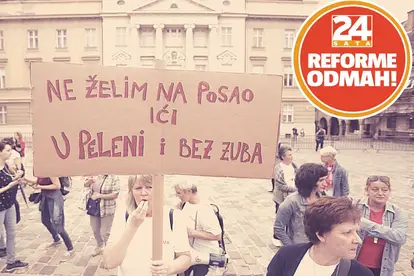 NE ŽELIM NA POSAO
IĆI
U PELENI i BEZ ZUBA
24
SATA
REFORME
ODMAH!